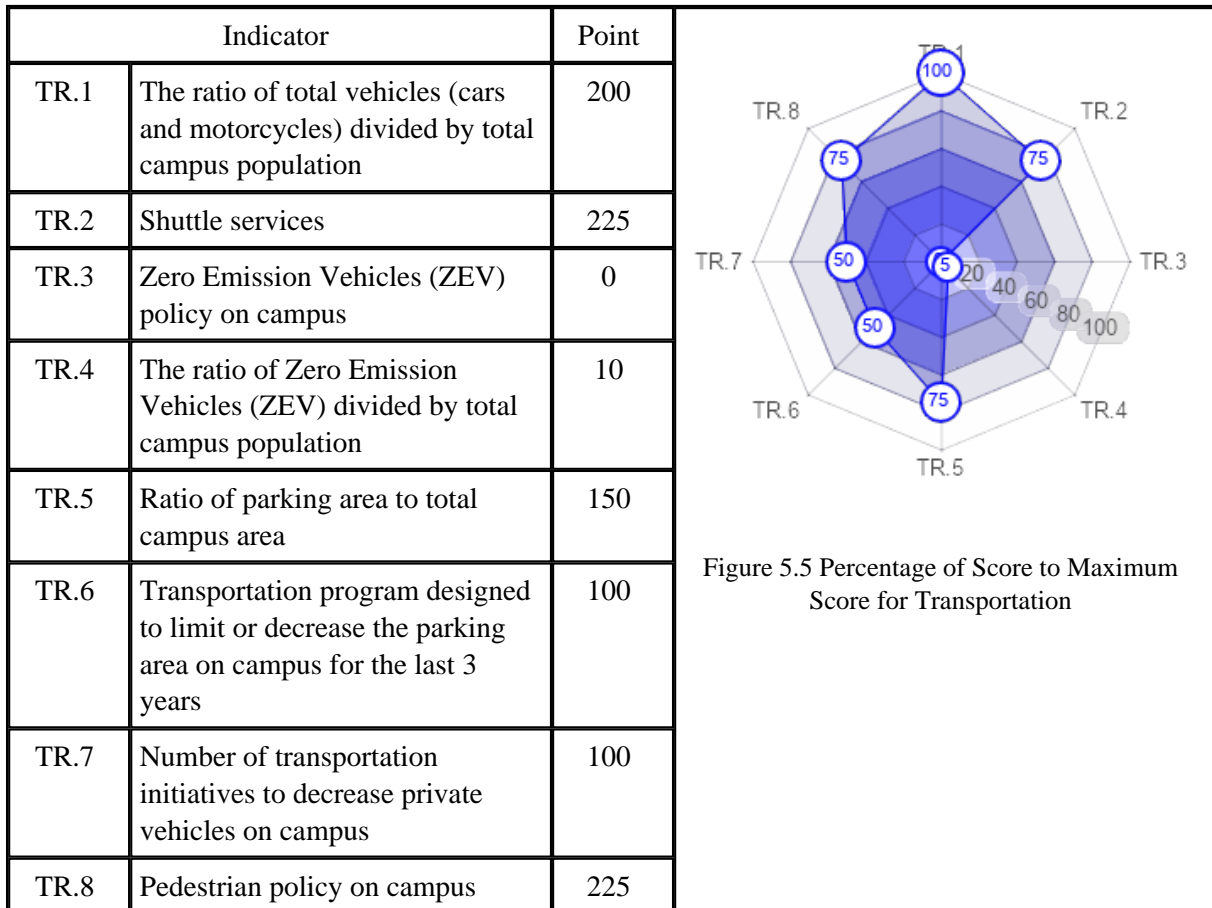 Indicator Point
TR.1 The ratio of total vehicles (cars 200
and motorcycles) divided by total
campus population
TR.2 Shuttle services 225
TR.3 Zero Emission Vehicles (ZEV) 0
policy on campus
TR.4 The ratio of Zero Emission 10
Vehicles (ZEV) divided by total
campus population
TR.5 Ratio of parking area to total 150
campus area
TR.6 Transportation program designed 100
to limit or decrease the parking
area on campus for the last 3
years
TR.7 Number of transportation 100
initiatives to decrease private
vehicles on campus
TR.8 Pedestrian policy on campus 225
TR.1
100
TR.8
TR.2
75
75
TR.7
50
5
20
40
60
80
100
TR.3
50
75
TR.6
TR.4
TR.5
Figure 5.5 Percentage of Score to Maximum
Score for Transportation